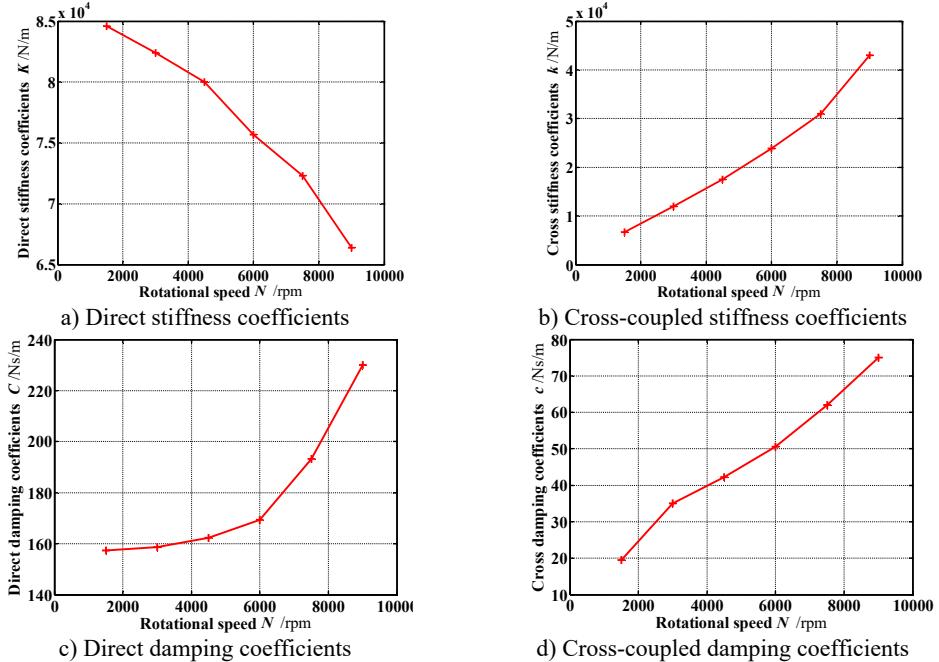 x 10⁴
8.5
8
7.5
7
6.5
0 2000 4000 6000 8000 10000
Direct stiffness coefficients K /N/m
Rotational speed N /rpm
a) Direct stiffness coefficients
x 10⁴
5
4
3
2
1
0
0 2000 4000 6000 8000 10000
Cross stiffness coefficients k /N/m
Rotational speed N /rpm
b) Cross-coupled stiffness coefficients
240
220
200
180
160
140
0 2000 4000 6000 8000 10000
Direct damping coefficients C /Ns/m
Rotational speed N /rpm
c) Direct damping coefficients
80
70
60
50
40
30
20
10
0 2000 4000 6000 8000 10000
Cross damping coefficients c /Ns/m
Rotational speed N /rpm
d) Cross-coupled damping coefficients